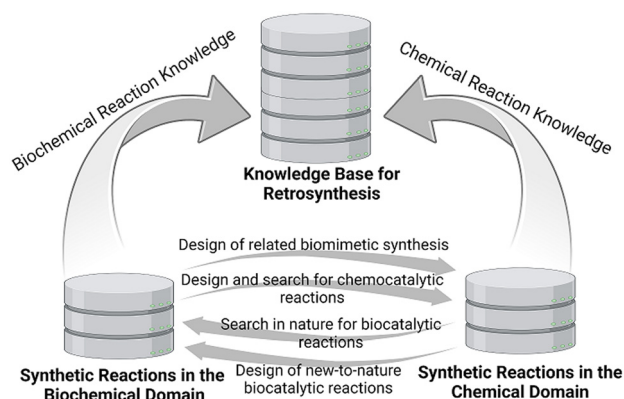 Biochemical Reaction Knowledge
Chemical Reaction Knowledge
Knowledge Base for
Retrosynthesis
Design of related biomimetic synthesis
Design and search for chemocatalytic
reactions
Search in nature for biocatalytic
reactions
Design of new-to-nature
biocatalytic reactions
Synthetic Reactions in the
Biochemical Domain
Synthetic Reactions in the
Chemical Domain